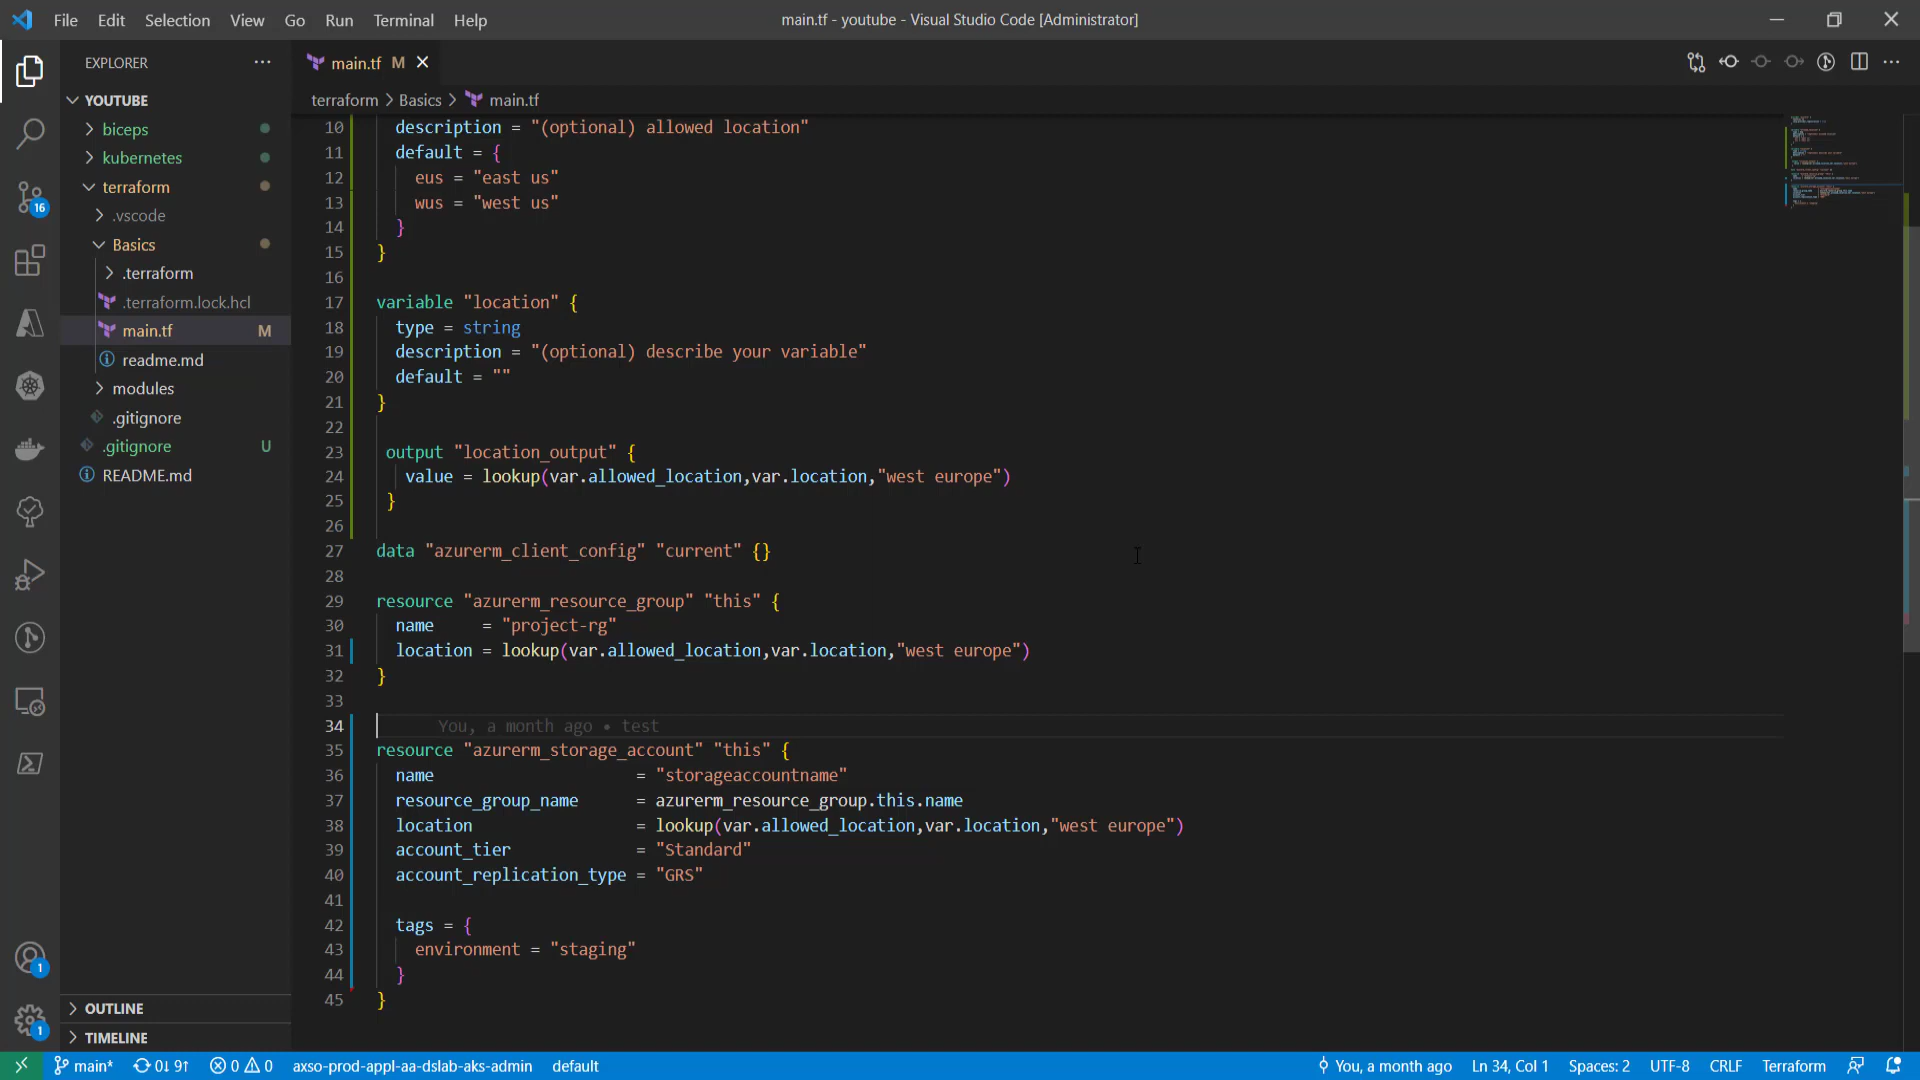 File Edit Selection View Go Run Terminal Help
main.tf - youtube - Visual Studio Code [Administrator]
EXPLORER
main.tf M
YOUTUBE
terraform > Basics > main.tf
biceps
kubernetes
terraform
.vscode
Basics
.terraform
.terraform.lock.hcl
main.tf M
readme.md
modules
.gitignore
.gitignore U
README.md
OUTLINE
TIMELINE
16
1
1
10 description = "(optional) allowed location"
11 default = {
12 eus = "east us"
13 wus = "west us"
14 }
15 }
16
17 variable "location" {
18 type = string
19 description = "(optional) describe your variable"
20 default = ""
21 }
22
23 output "location_output" {
24 value = lookup(var.allowed_location,var.location,"west europe")
25 }
26
27 data "azurerm_client_config" "current" {}
28
29 resource "azurerm_resource_group" "this" {
30 name = "project-rg"
31 location = lookup(var.allowed_location,var.location,"west europe")
32 }
33
34 You, a month ago • test
35 resource "azurerm_storage_account" "this" {
36 name = "storageaccountname"
37 resource_group_name = azurerm_resource_group.this.name
38 location = lookup(var.allowed_location,var.location,"west europe")
39 account_tier = "Standard"
40 account_replication_type = "GRS"
41
42 tags = {
43 environment = "staging"
44 }
45 }
main* 0↓ 9↑ 0 0 axso-prod-appl-aa-dslab-aks-admin default You, a month ago Ln 34, Col 1 Spaces: 2 UTF-8 CRLF Terraform